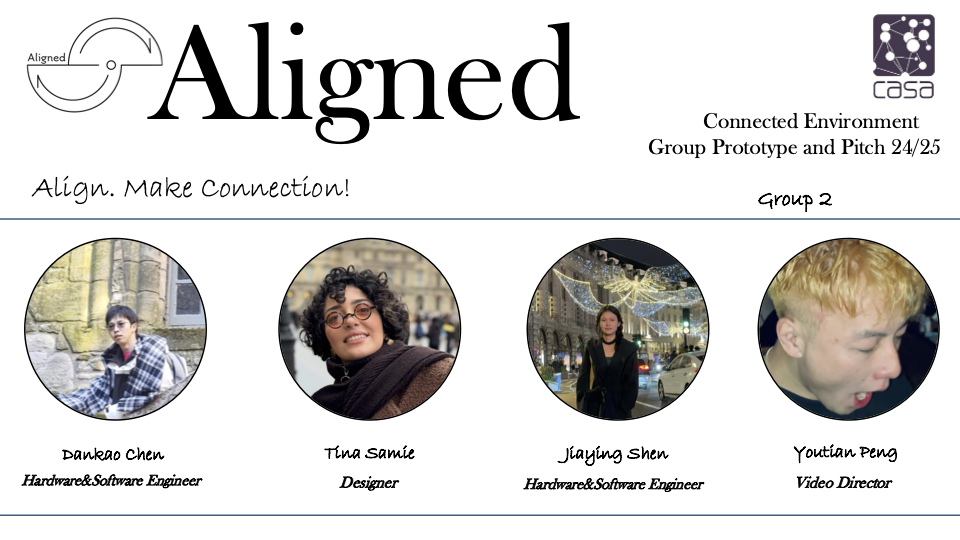 Aligned
Aligned
casa
Connected Environment
Group Prototype and Pitch 24/25
Align. Make Connection!
Group 2
Dankao Chen
Hardware&Software Engineer
Tina Samie
Designer
Jiaying Shen
Hardware&Software Engineer
Youtian Peng
Video Director